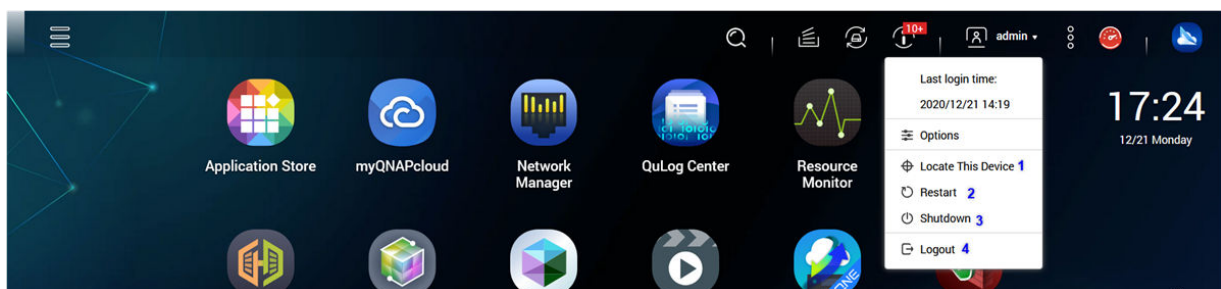 10+
admin
Last login time:
2020/12/21 14:19
Options
Locate This Device 1
Restart 2
Shutdown 3
Logout 4
17:24
12/21 Monday
Application Store
myQNAPcloud
Network
Manager
QuLog Center
Resource
Monitor